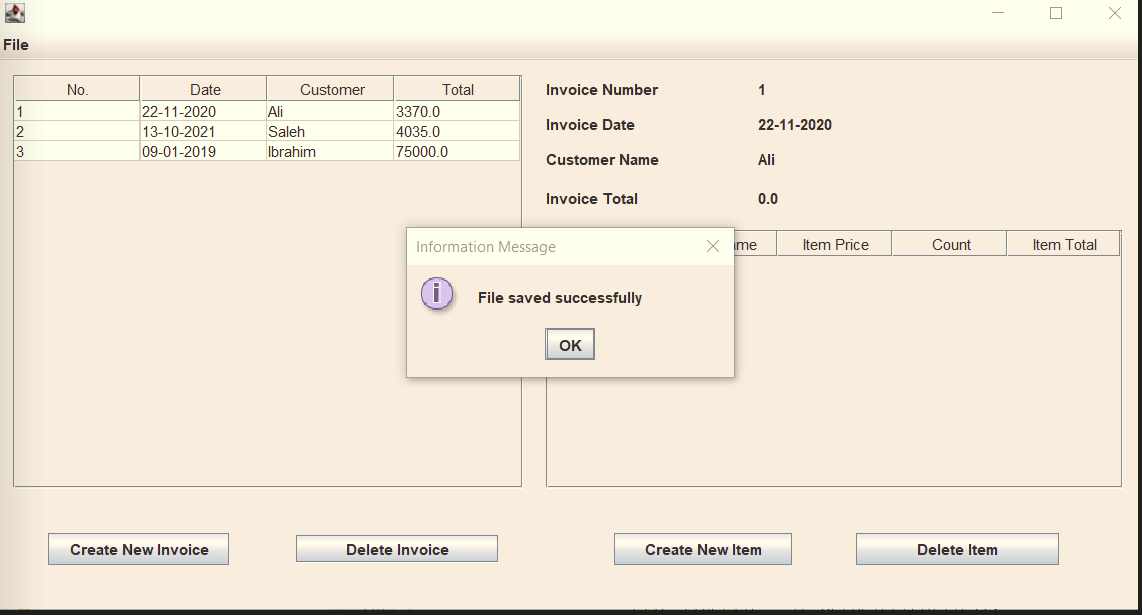 File
No. Date Customer Total
1 22-11-2020 Ali 3370.0
2 13-10-2021 Saleh 4035.0
3 09-01-2019 Ibrahim 75000.0
Invoice Number 1
Invoice Date 22-11-2020
Customer Name Ali
Invoice Total 0.0
Item Price Count Item Total
Information Message
i File saved successfully
OK
Create New Invoice Delete Invoice Create New Item Delete Item